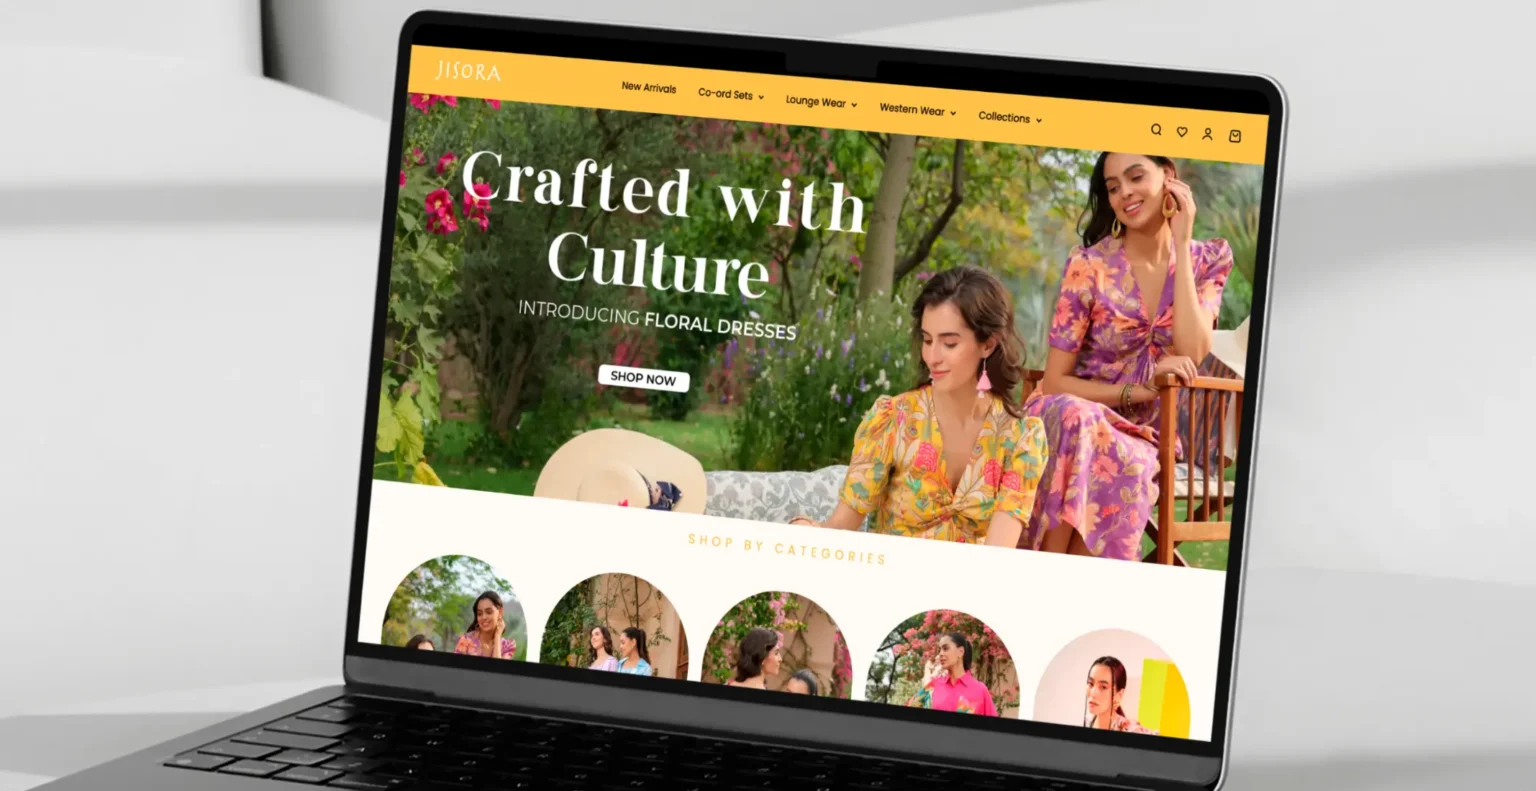 JISORA
New Arrivals
Co-ord Sets
Lounge Wear
Western Wear
Collections
Crafted with
Culture
INTRODUCING FLORAL DRESSES
SHOP NOW
SHOP BY CATEGORIES